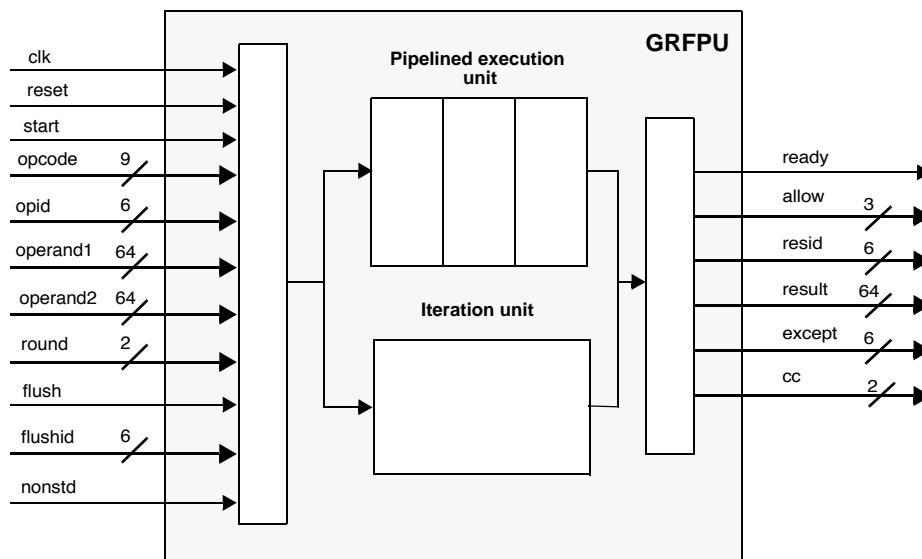 GRFPU
Pipelined execution
unit
Iteration unit
clk
reset
start
opcode 9
opid 6
operand1 64
operand2 64
round 2
flush
flushid 6
nonstd
ready
allow 3
resid 6
result 64
except 6
cc 2